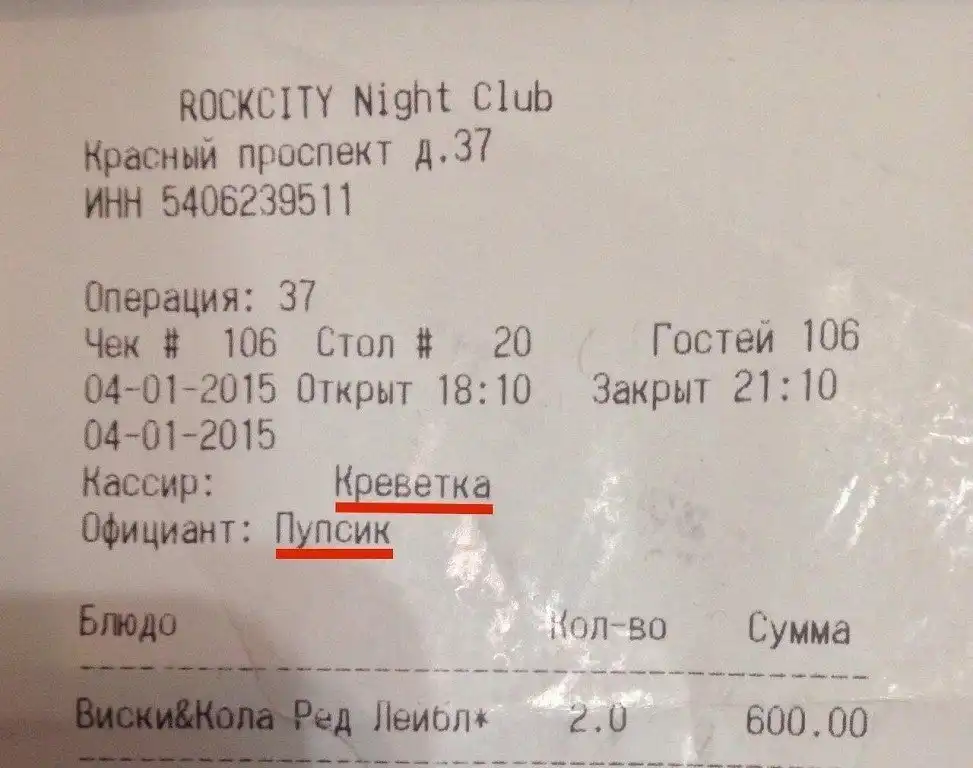 ROCKCITY Night Club
Красный проспект д.37
ИНН 5406239511
Операция: 37
Чек # 106 Стол # 20 Гостей 106
04-01-2015 Открыт 18:10 Закрыт 21:10
04-01-2015
Кассир: Креветка
Официант: Пупсик
Блюдо Кол-во Сумма
Виски&Кола Ред Лейбл* 2.0 600.00